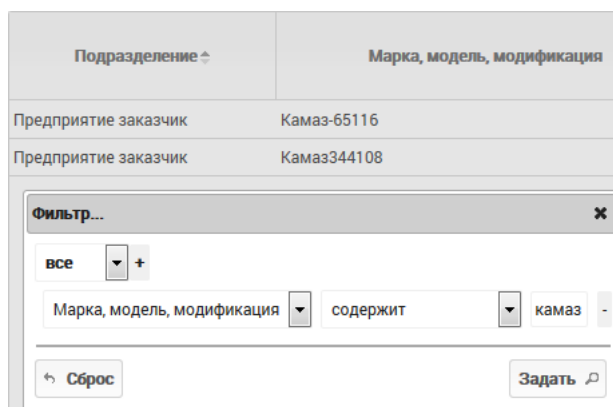 Подразделение Марка, модель, модификация
Предприятие заказчик Камаз-65116
Предприятие заказчик Камаз344108
Фильтр...
все +
Марка, модель, модификация содержит камаз -
Сброс Задать